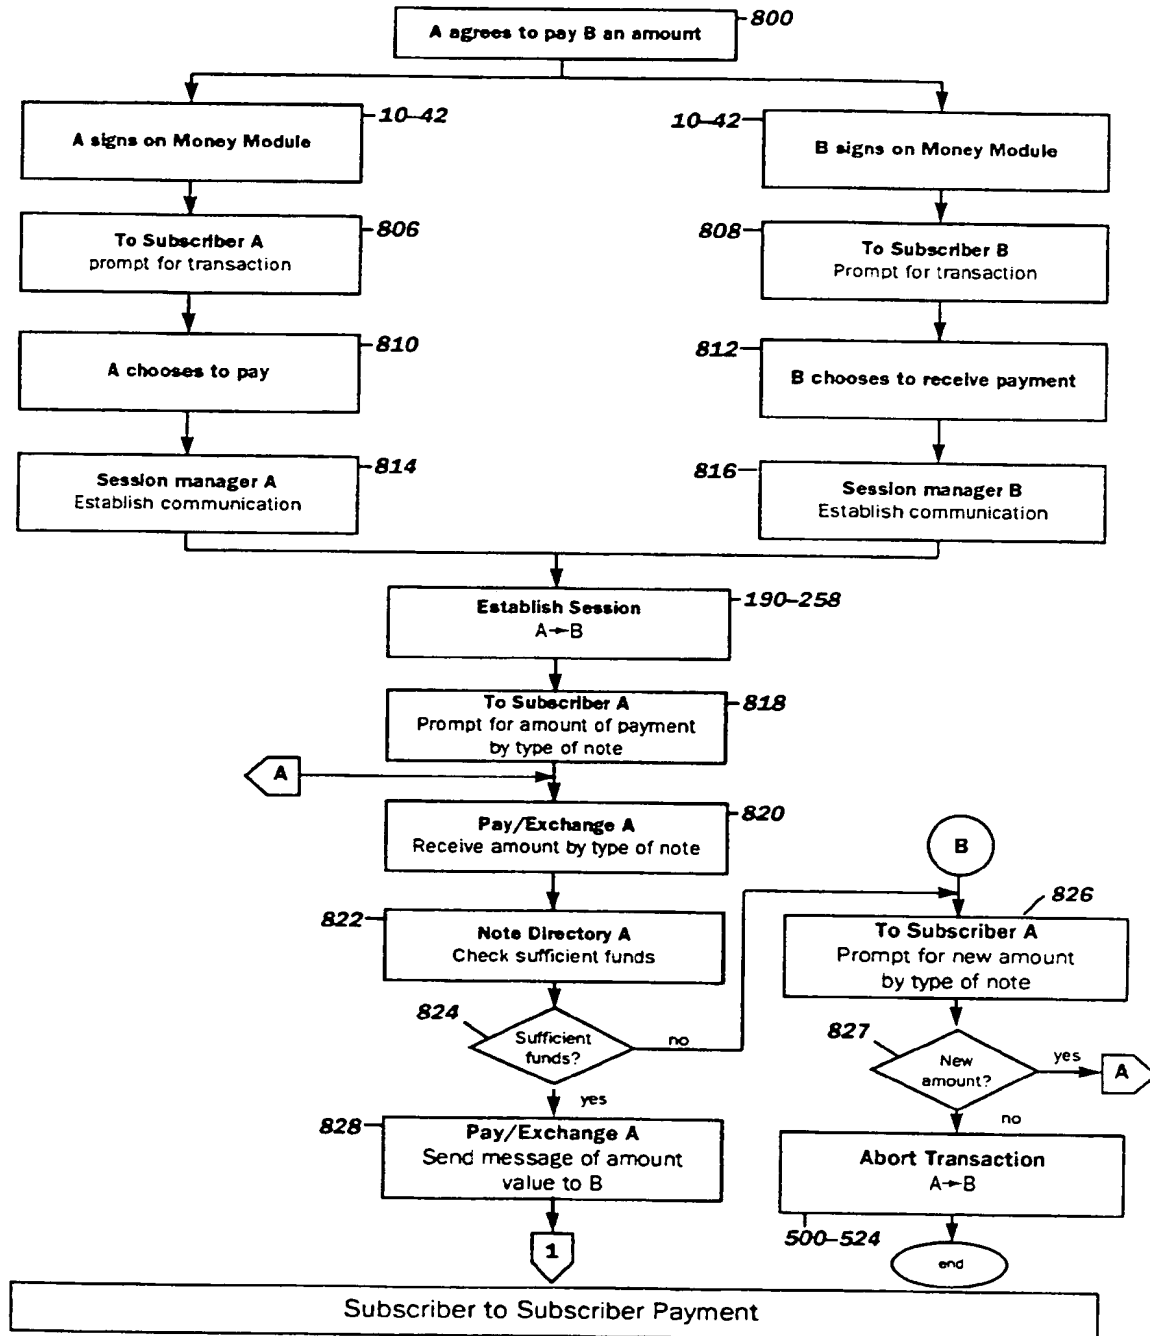 A agrees to pay B an amount
800
A signs on Money Module
10–42
10–42
B signs on Money Module
To Subscriber A
prompt for transaction
806
808
To Subscriber B
Prompt for transaction
A chooses to pay
810
812
B chooses to receive payment
Session manager A
Establish communication
814
816
Session manager B
Establish communication
Establish Session
A→B
190–258
To Subscriber A
Prompt for amount of payment
by type of note
818
A
Pay/Exchange A
Receive amount by type of note
820
B
822
Note Directory A
Check sufficient funds
826
To Subscriber A
Prompt for new amount
by type of note
824
Sufficient
funds?
no
yes
827
New
amount?
yes
A
no
828
Pay/Exchange A
Send message of amount
value to B
Abort Transaction
A→B
500–524
1
end
Subscriber to Subscriber Payment